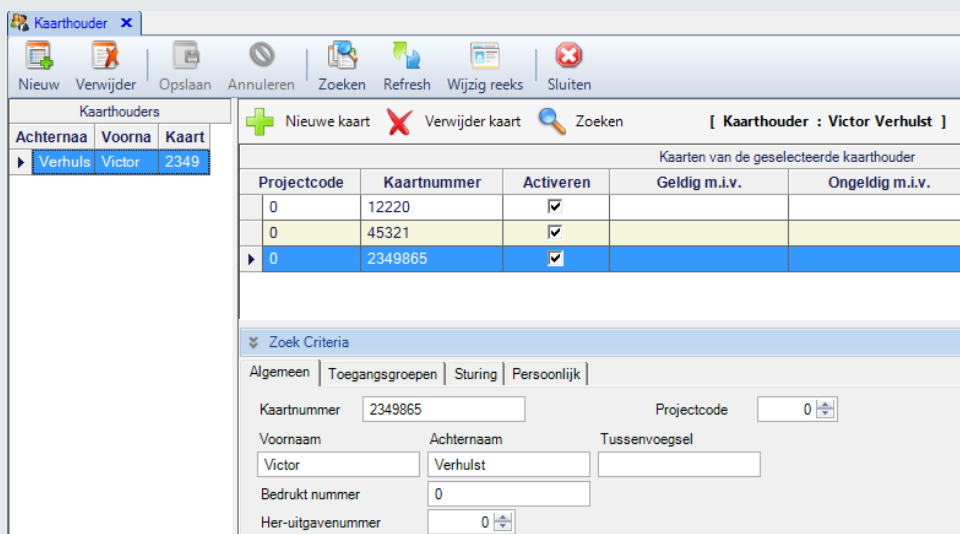 Kaarthouder X
Nieuw Verwijder Opslaan Annuleren Zoeken Refresh Wijzig reeks Sluiten
Kaarthouders
Achternaa Voorna Kaart
Verhuls Victor 2349
Nieuwe kaart Verwijder kaart Zoeken [ Kaarthouder : Victor Verhulst ]
Kaarten van de geselecteerde kaarthouder
Projectcode Kaartnummer Activeren Geldig m.i.v. Ongeldig m.i.v.
0 12220
0 45321
0 2349865
Zoek Criteria
Algemeen Toegangsgroepen Sturing Persoonlijk
Kaartnummer 2349865 Projectcode 0
Voornaam Achternaam Tussenvoegsel
Victor Verhulst
Bedrukt nummer 0
Her-uitgavenummer 0